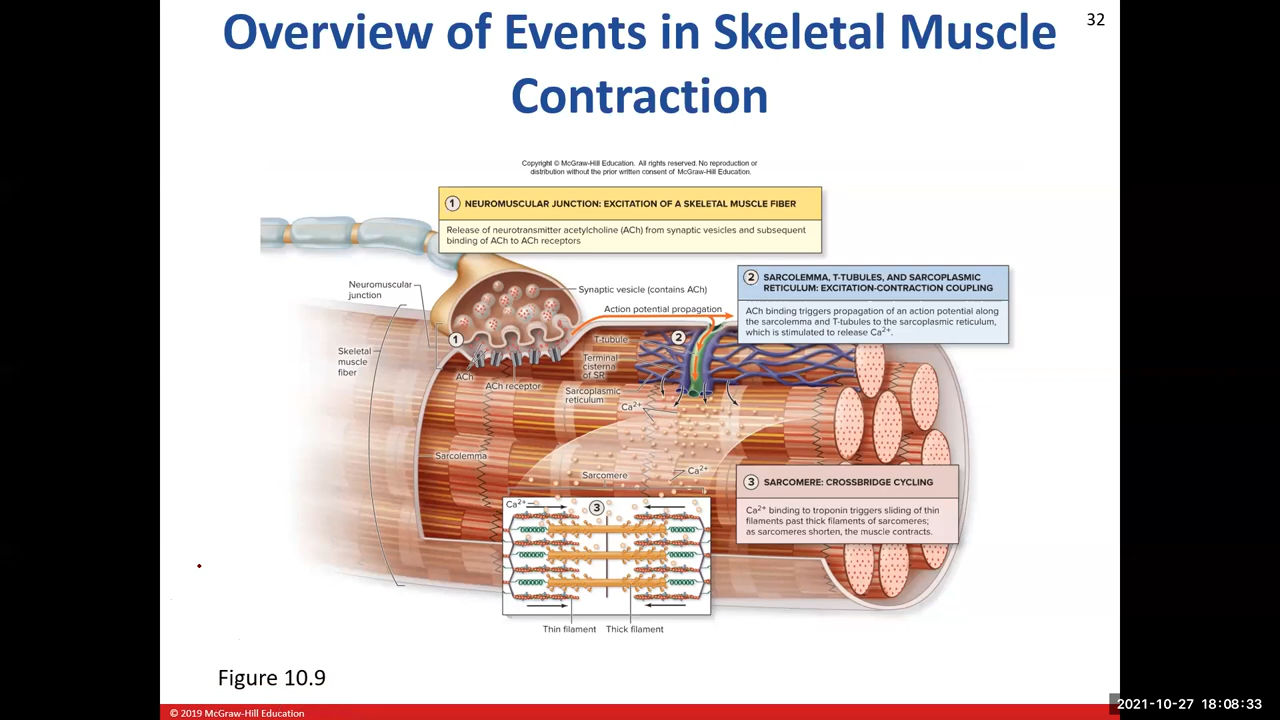 Overview of Events in Skeletal Muscle
Contraction
32
Copyright © McGraw-Hill Education. All rights reserved. No reproduction or
distribution without the prior written consent of McGraw-Hill Education.
1 NEUROMUSCULAR JUNCTION: EXCITATION OF A SKELETAL MUSCLE FIBER
Release of neurotransmitter acetylcholine (ACh) from synaptic vesicles and subsequent
binding of ACh to ACh receptors
2 SARCOLEMMA, T-TUBULES, AND SARCOPLASMIC
RETICULUM: EXCITATION-CONTRACTION COUPLING
ACh binding triggers propagation of an action potential along
the sarcolemma and T-tubules to the sarcoplasmic reticulum,
which is stimulated to release Ca²⁺.
Neuromuscular
junction
Synaptic vesicle (contains ACh)
Action potential propagation
1
2
T-tubule
Skeletal
muscle
fiber
Terminal
cisterna
of SR
ACh
ACh receptor
Sarcoplasmic
reticulum
Ca²⁺
Sarcolemma
Sarcomere
Ca²⁺
3 SARCOMERE: CROSSBRIDGE CYCLING
Ca²⁺ binding to troponin triggers sliding of thin
filaments past thick filaments of sarcomeres;
as sarcomeres shorten, the muscle contracts.
Ca²⁺
3
Thin filament
Thick filament
Figure 10.9
© 2019 McGraw-Hill Education
2021-10-27 18:08:33